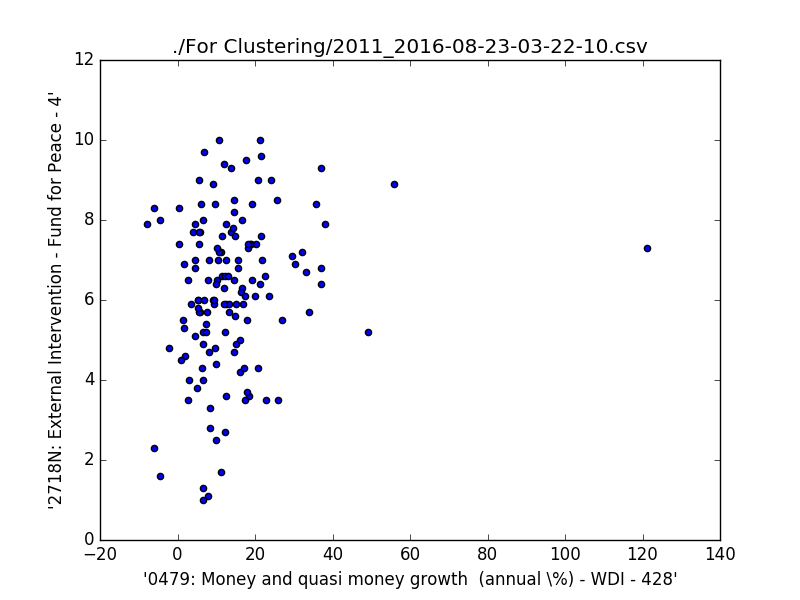 ./For Clustering/2011_2016-08-23-03-22-10.csv
12
10
8
6
4
2
0
'2718N: External Intervention - Fund for Peace - 4'
−20 0 20 40 60 80 100 120 140
'0479: Money and quasi money growth  (annual \%) - WDI - 428'